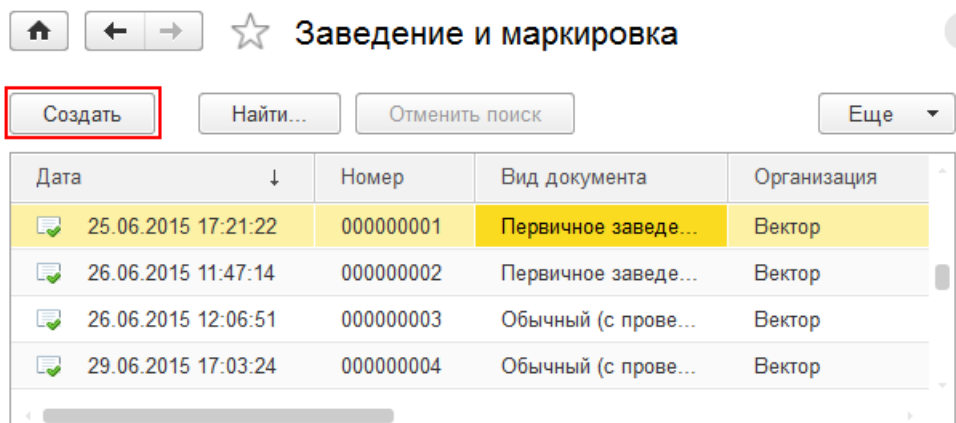 Заведение и маркировка
Создать Найти... Отменить поиск Еще
Дата ↓ Номер Вид документа Организация
25.06.2015 17:21:22 000000001 Первичное заведе... Вектор
26.06.2015 11:47:14 000000002 Первичное заведе... Вектор
26.06.2015 12:06:51 000000003 Обычный (с прове... Вектор
29.06.2015 17:03:24 000000004 Обычный (с прове... Вектор